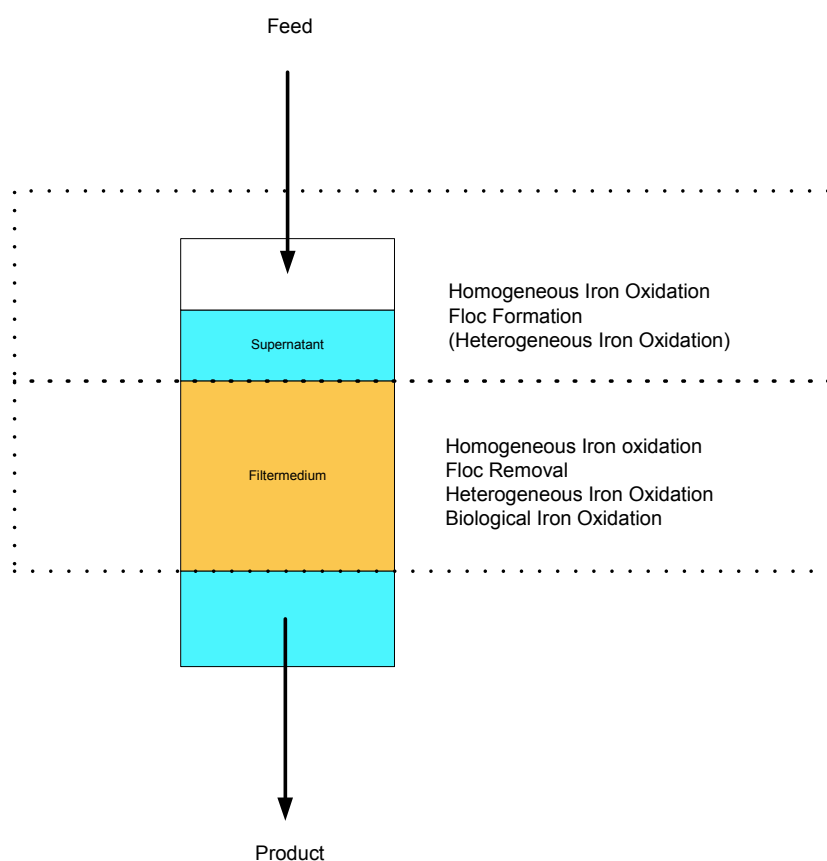 Feed
Homogeneous Iron Oxidation
Floc Formation
(Heterogeneous Iron Oxidation)
Supernatant
Homogeneous Iron oxidation
Floc Removal
Heterogeneous Iron Oxidation
Biological Iron Oxidation
Filtermedium
Product